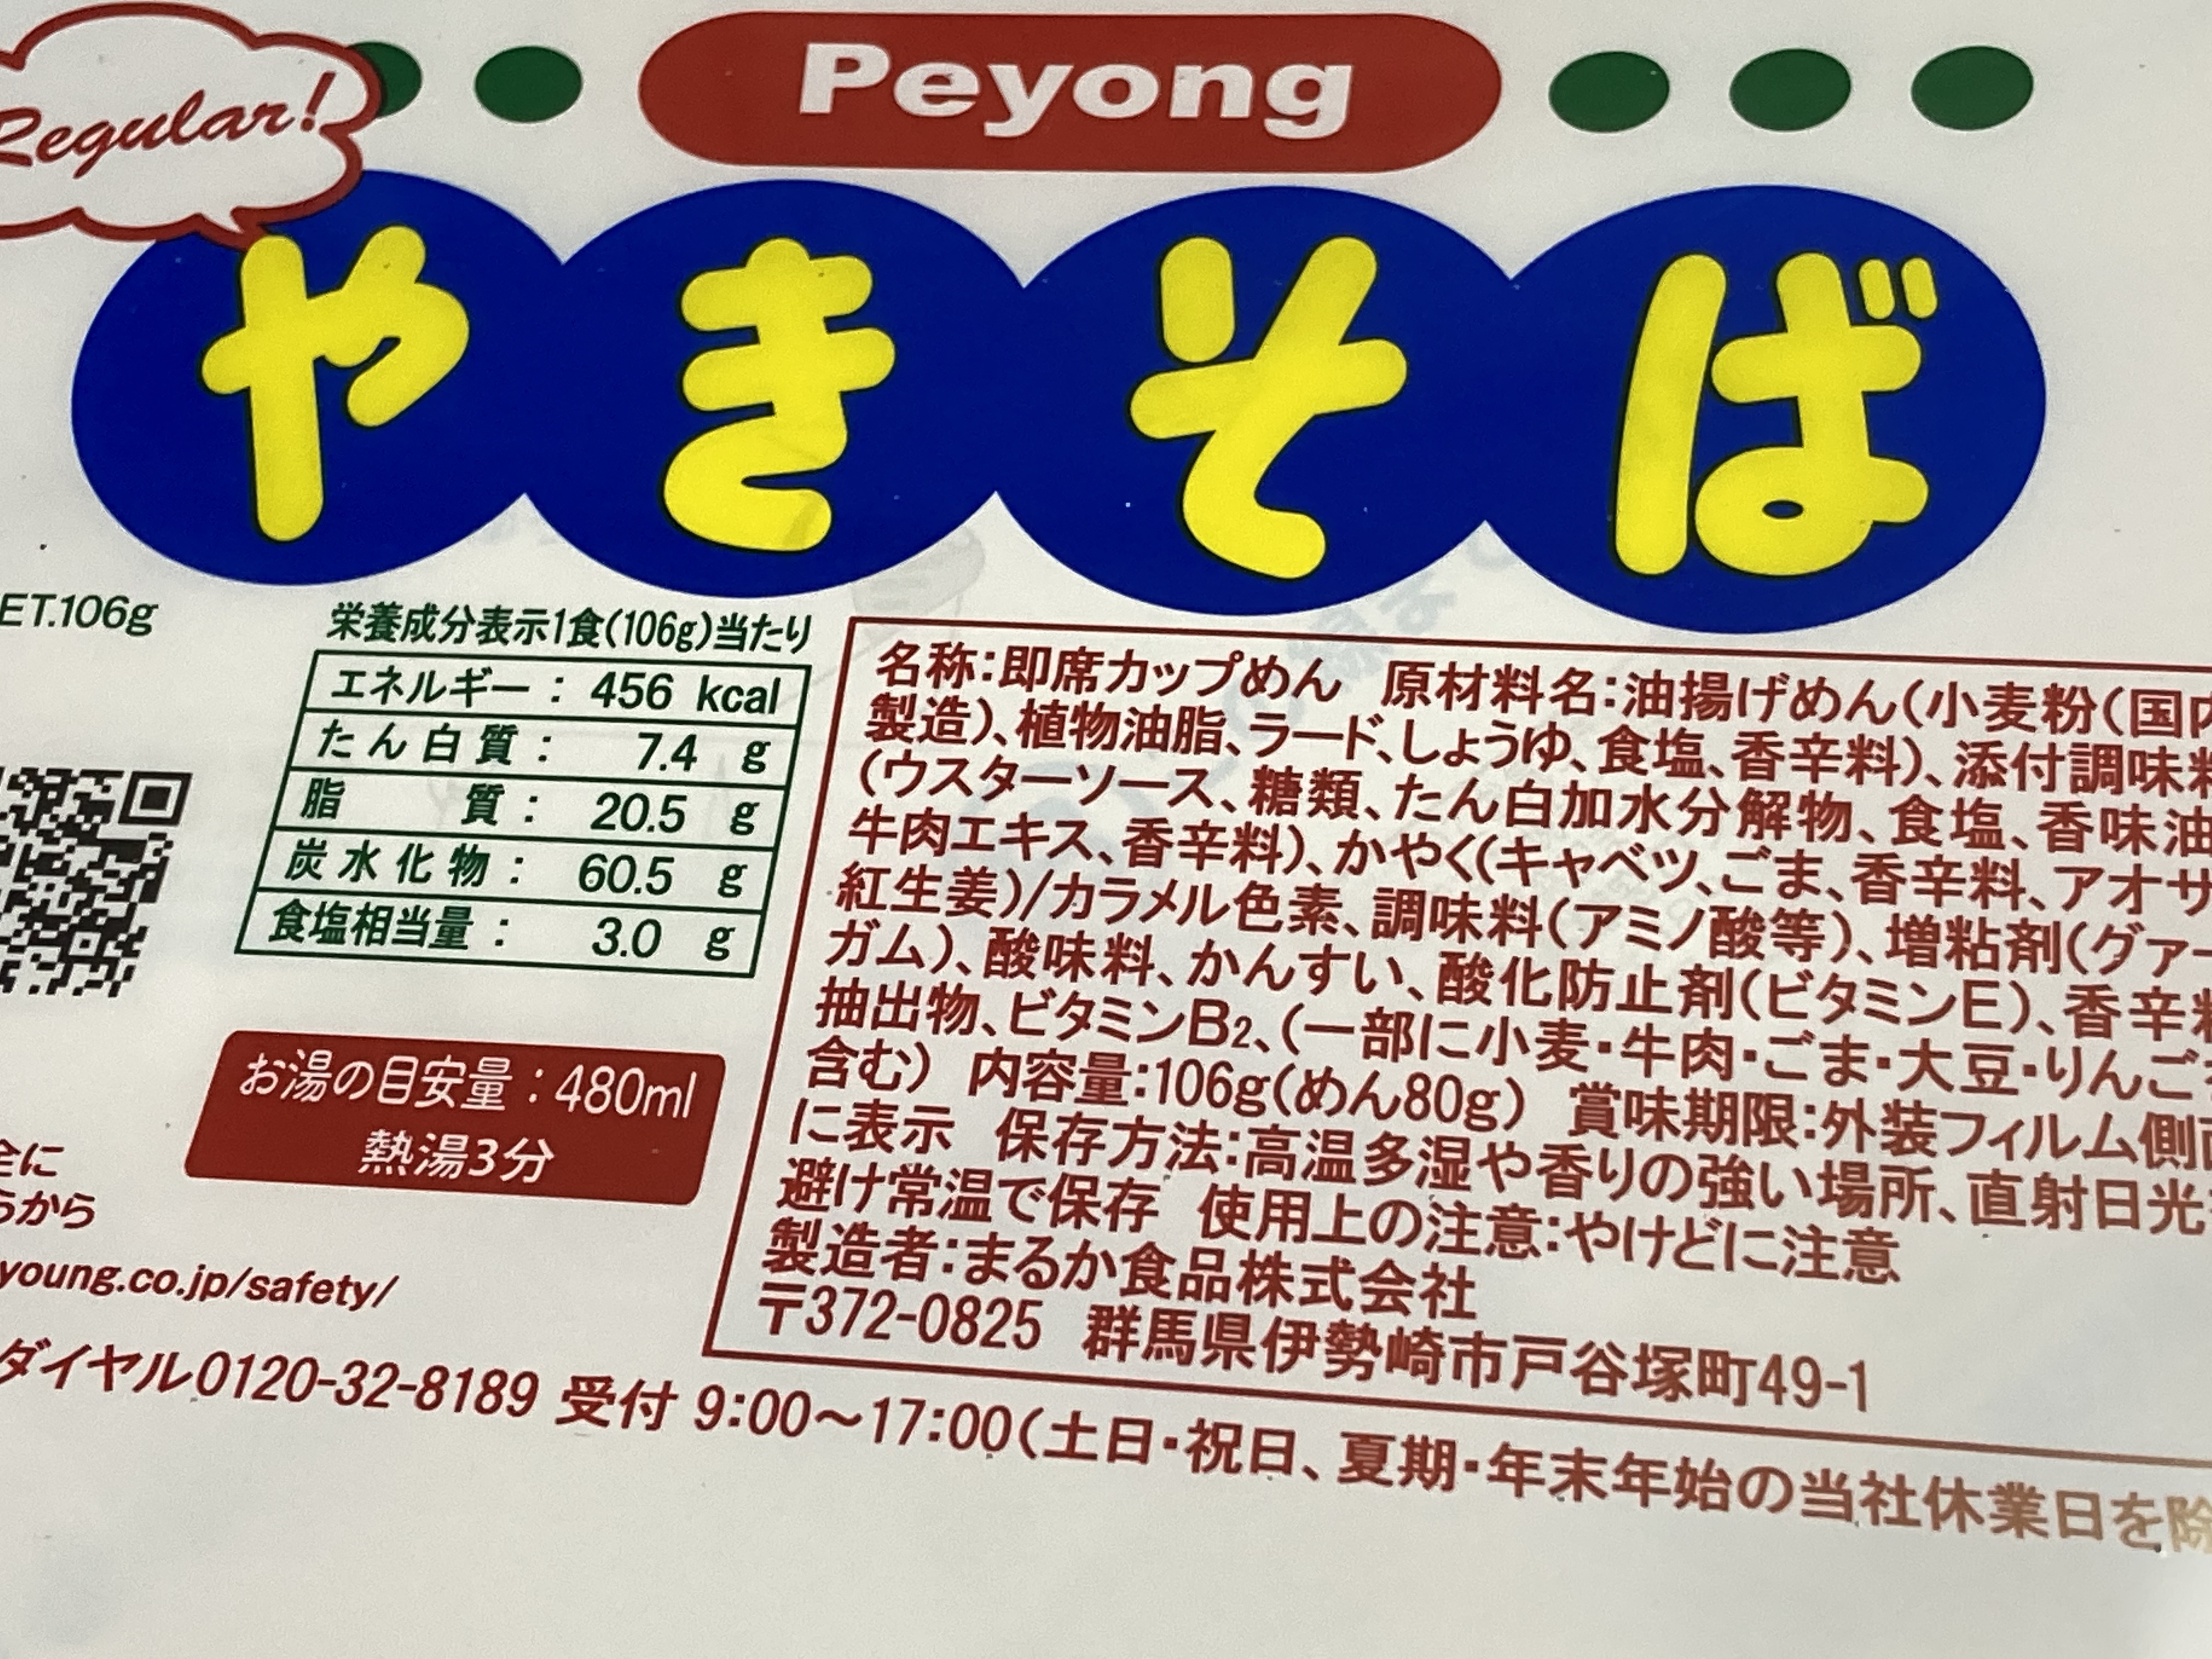 Regular!
Peyong
やきそば
ET.106g
栄養成分表示1食(106g)当たり
エネルギー：456 kcal
たん白質：7.4 g
脂質：20.5 g
炭水化物：60.5 g
食塩相当量：3.0 g
お湯の目安量：480ml
熱湯3分
全に
らから
young.co.jp/safety/
名称:即席カップめん 原材料名:油揚げめん(小麦粉(国内
製造)、植物油脂、ラード、しょうゆ、食塩、香辛料)、添付調味料
(ウスターソース、糖類、たん白加水分解物、食塩、香味油
牛肉エキス、香辛料)、かやく(キャベツ、ごま、香辛料、アオサ
紅生姜)/カラメル色素、調味料(アミノ酸等)、増粘剤(グァー
ガム)、酸味料、かんすい、酸化防止剤(ビタミンE)、香辛料
抽出物、ビタミンB2、(一部に小麦・牛肉・ごま・大豆・りんごを
含む) 内容量:106g(めん80g) 賞味期限:外装フィルム側面
に表示 保存方法:高温多湿や香りの強い場所、直射日光を
避け常温で保存 使用上の注意:やけどに注意
製造者:まるか食品株式会社
〒372-0825 群馬県伊勢崎市戸谷塚町49-1
ダイヤル0120-32-8189 受付 9:00～17:00(土日・祝日、夏期・年末年始の当社休業日を除